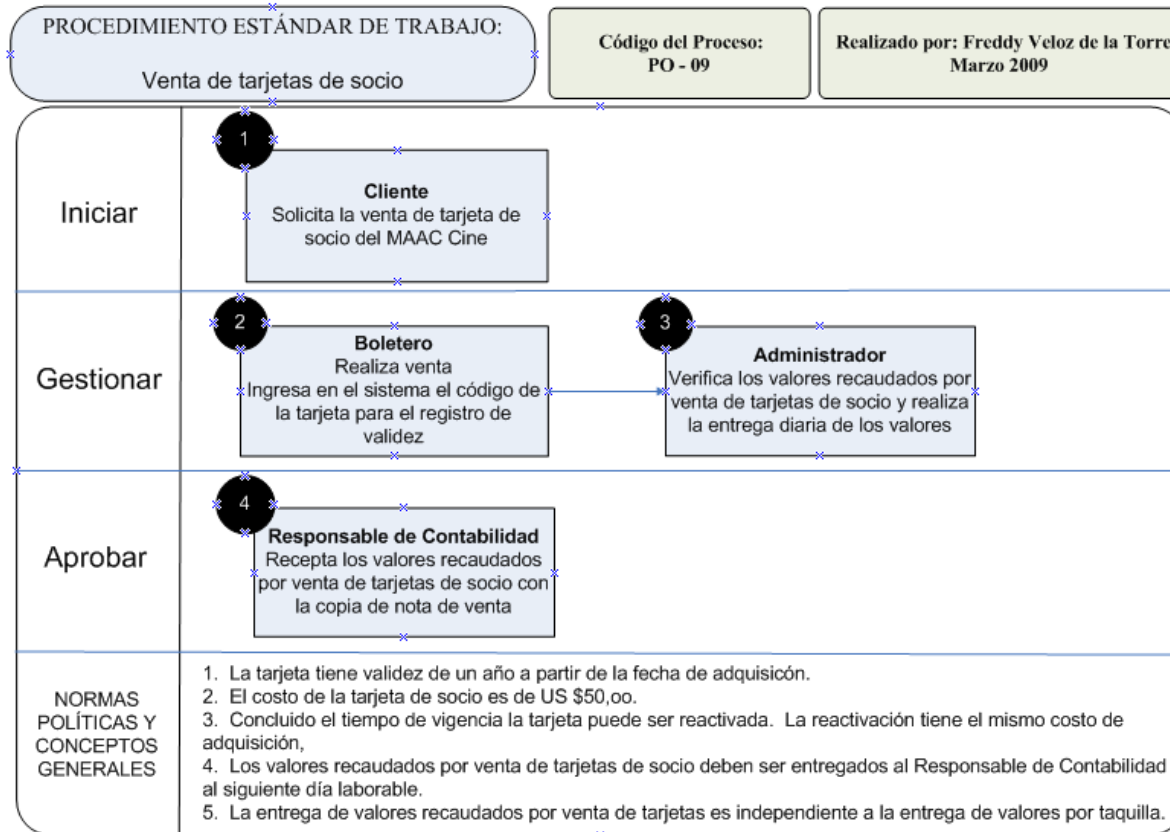 PROCEDIMIENTO ESTÁNDAR DE TRABAJO:
Venta de tarjetas de socio
Código del Proceso:
PO - 09
Realizado por: Freddy Veloz de la Torre
Marzo 2009
Iniciar
1
Cliente
Solicita la venta de tarjeta de
socio del MAAC Cine
Gestionar
2
Boletero
Realiza venta
Ingresa en el sistema el código de
la tarjeta para el registro de
validez
3
Administrador
Verifica los valores recaudados por
venta de tarjetas de socio y realiza
la entrega diaria de los valores
Aprobar
4
Responsable de Contabilidad
Recepta los valores recaudados
por venta de tarjetas de socio con
la copia de nota de venta
NORMAS
POLÍTICAS Y
CONCEPTOS
GENERALES
1. La tarjeta tiene validez de un año a partir de la fecha de adquisicón.
2. El costo de la tarjeta de socio es de US $50,oo.
3. Concluido el tiempo de vigencia la tarjeta puede ser reactivada. La reactivación tiene el mismo costo de
adquisición,
4. Los valores recaudados por venta de tarjetas de socio deben ser entregados al Responsable de Contabilidad
al siguiente día laborable.
5. La entrega de valores recaudados por venta de tarjetas es independiente a la entrega de valores por taquilla.